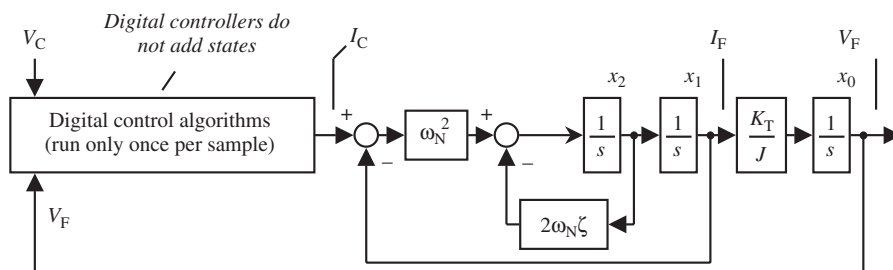 Digital controllers do
not add states
V_C
I_C
I_F
V_F
x_2
x_1
x_0
Digital control algorithms
(run only once per sample)
+
−
ω_N^2
+
−
1/s
1/s
K_T/J
1/s
V_F
2ω_Nζ